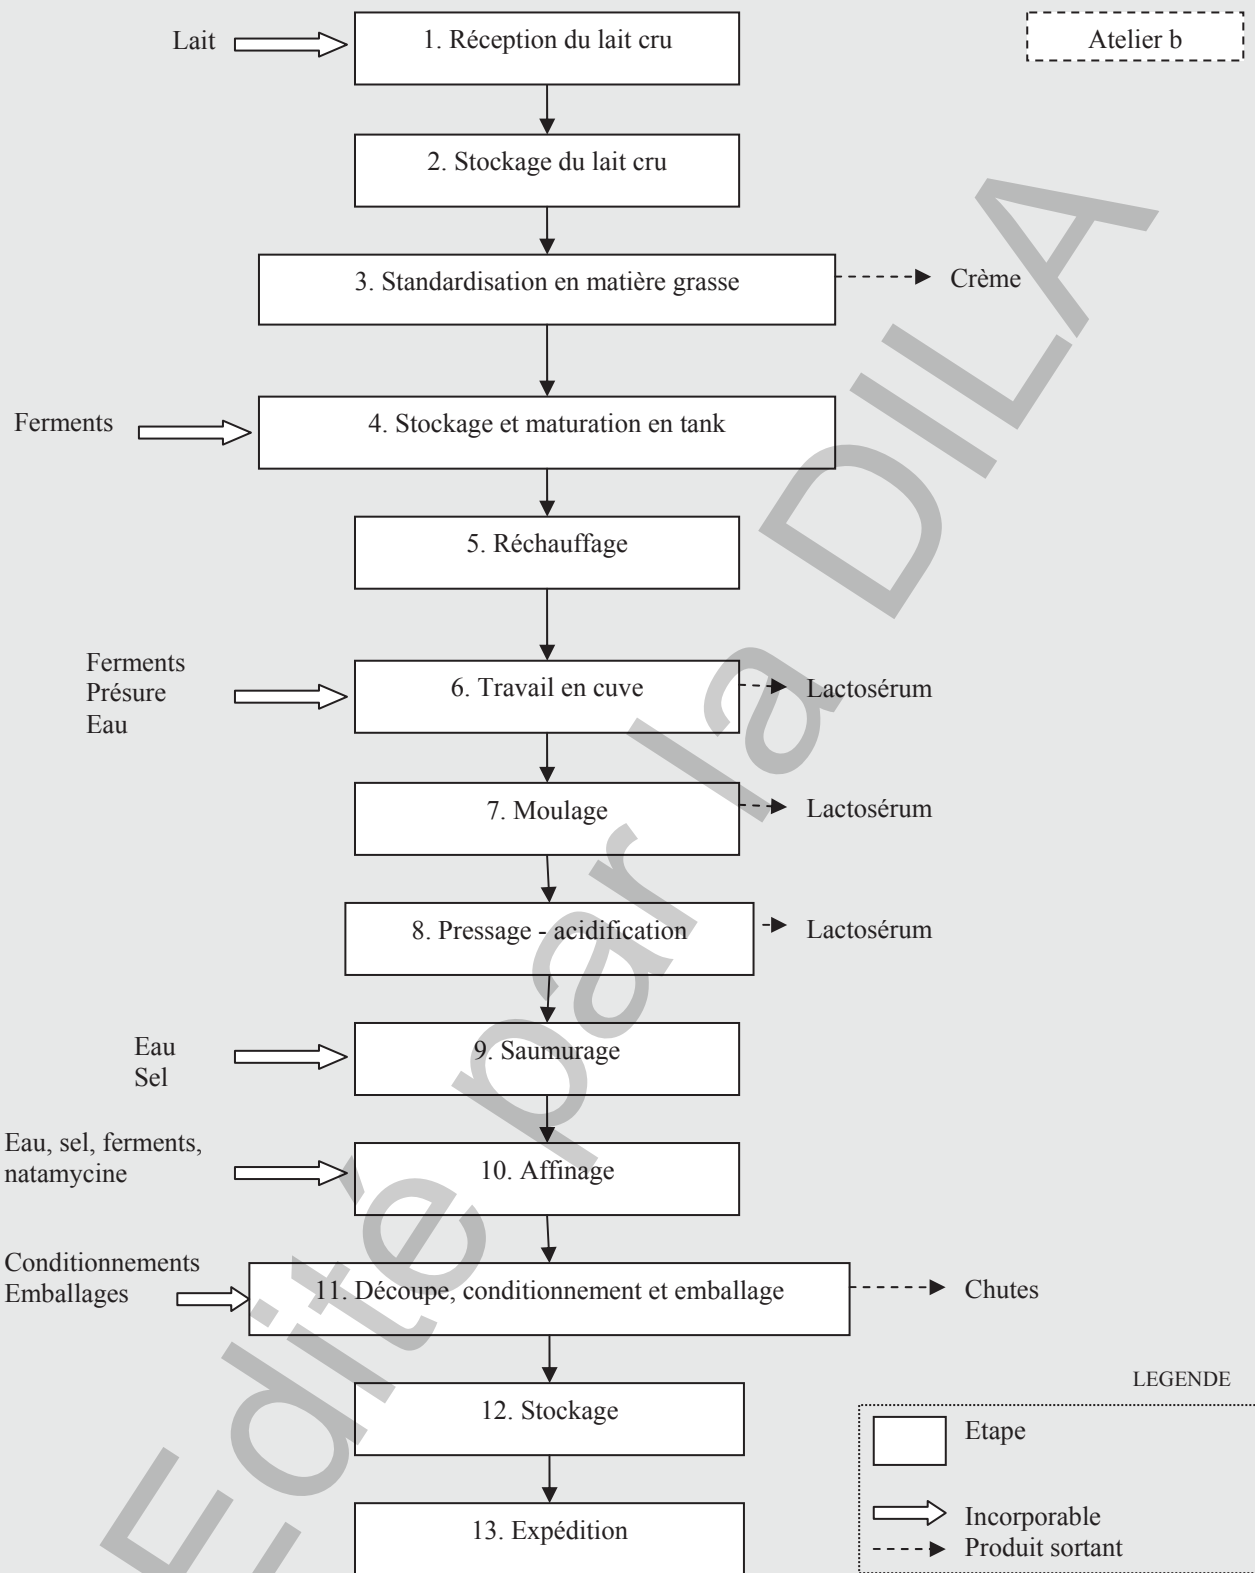 Lait
1. Réception du lait cru
Atelier b
2. Stockage du lait cru
3. Standardisation en matière grasse
Crème
Ferments
4. Stockage et maturation en tank
5. Réchauffage
Ferments
Présure
Eau
6. Travail en cuve
Lactosérum
7. Moulage
Lactosérum
8. Pressage - acidification
Lactosérum
Eau
Sel
9. Saumurage
Eau, sel, ferments,
natamycine
10. Affinage
Conditionnements
Emballages
11. Découpe, conditionnement et emballage
Chutes
12. Stockage
13. Expédition
LEGENDE
Etape
Incorporable
Produit sortant
Edité par la DILA